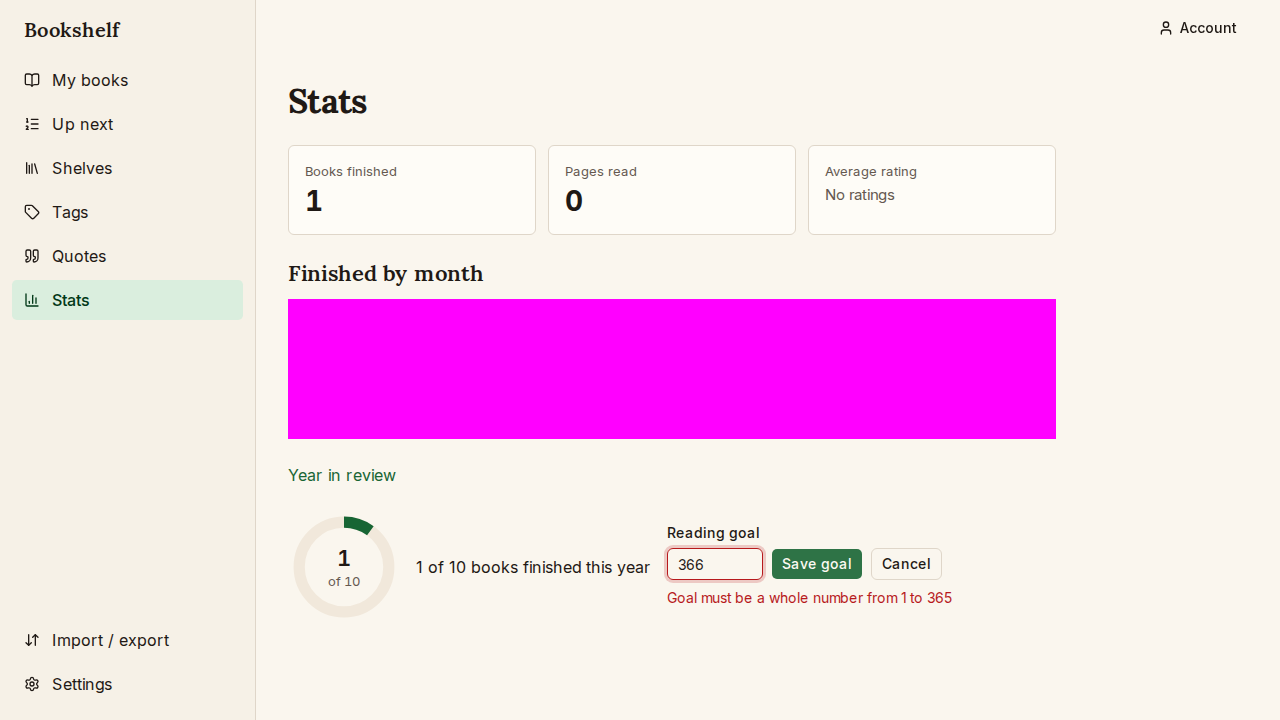 Bookshelf
My books
Up next
Shelves
Tags
Quotes
Stats
Import / export
Settings
Account
Stats
Books finished
1
Pages read
0
Average rating
No ratings
Finished by month
Year in review
1
of 10
1 of 10 books finished this year
Reading goal
366
Save goal
Cancel
Goal must be a whole number from 1 to 365